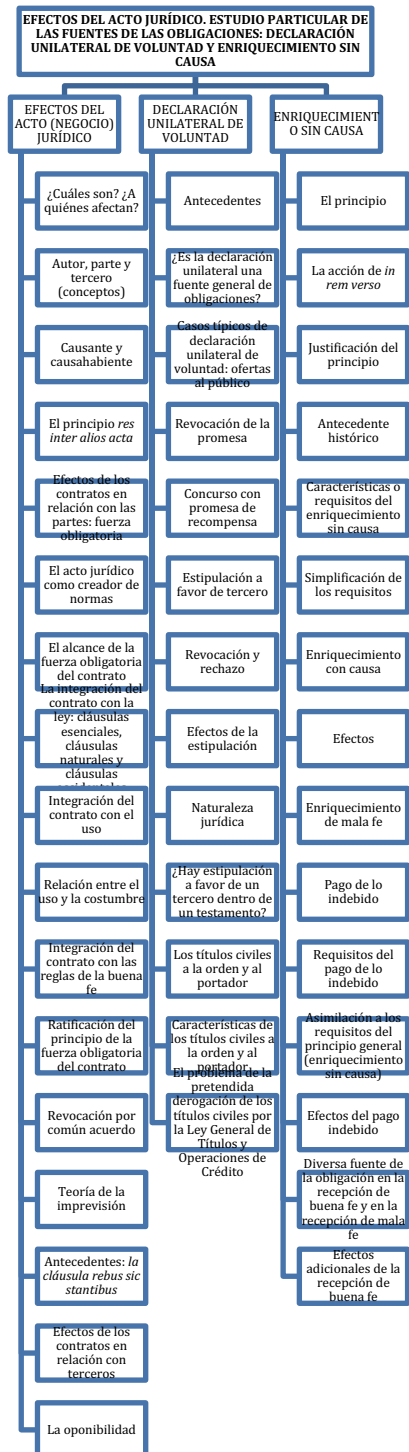 EFECTOS DEL ACTO JURÍDICO. ESTUDIO PARTICULAR DE
LAS FUENTES DE LAS OBLIGACIONES: DECLARACIÓN
UNILATERAL DE VOLUNTAD Y ENRIQUECIMIENTO SIN
CAUSA
EFECTOS DEL
ACTO (NEGOCIO)
JURÍDICO
¿Cuáles son? ¿A
quiénes afectan?
Autor, parte y
tercero
(conceptos)
Causante y
causahabiente
El principio res
inter alios acta
Efectos de los
contratos en
relación con las
partes: fuerza
obligatoria
El acto jurídico
como creador de
normas
El alcance de la
fuerza obligatoria
del contrato
La integración del
contrato con la
ley: cláusulas
esenciales,
cláusulas
naturales y
cláusulas
accidentales
Integración del
contrato con el
uso
Relación entre el
uso y la costumbre
Integración del
contrato con las
reglas de la buena
fe
Ratificación del
principio de la
fuerza obligatoria
del contrato
Revocación por
común acuerdo
Teoría de la
imprevisión
Antecedentes: la
cláusula rebus sic
stantibus
Efectos de los
contratos en
relación con
terceros
La oponibilidad
DECLARACIÓN
UNILATERAL DE
VOLUNTAD
Antecedentes
¿Es la declaración
unilateral una
fuente general de
obligaciones?
Casos típicos de
declaración
unilateral de
voluntad: ofertas
al público
Revocación de la
promesa
Concurso con
promesa de
recompensa
Estipulación a
favor de tercero
Revocación y
rechazo
Efectos de la
estipulación
Naturaleza
jurídica
¿Hay estipulación
a favor de un
tercero dentro de
un testamento?
Los títulos civiles
a la orden y al
portador
Características de
los títulos civiles a
la orden y al
portador
El problema de la
pretendida
derogación de los
títulos civiles por
la Ley General de
Títulos y
Operaciones de
Crédito
ENRIQUECIMIENT
O SIN CAUSA
El principio
La acción de in
rem verso
Justificación del
principio
Antecedente
histórico
Características o
requisitos del
enriquecimiento
sin causa
Simplificación de
los requisitos
Enriquecimiento
con causa
Efectos
Enriquecimiento
de mala fe
Pago de lo
indebido
Requisitos del
pago de lo
indebido
Asimilación a los
requisitos del
principio general
(enriquecimiento
sin causa)
Efectos del pago
indebido
Diversa fuente de
la obligación en la
recepción de
buena fe y en la
recepción de mala
fe
Efectos
adicionales de la
recepción de
buena fe